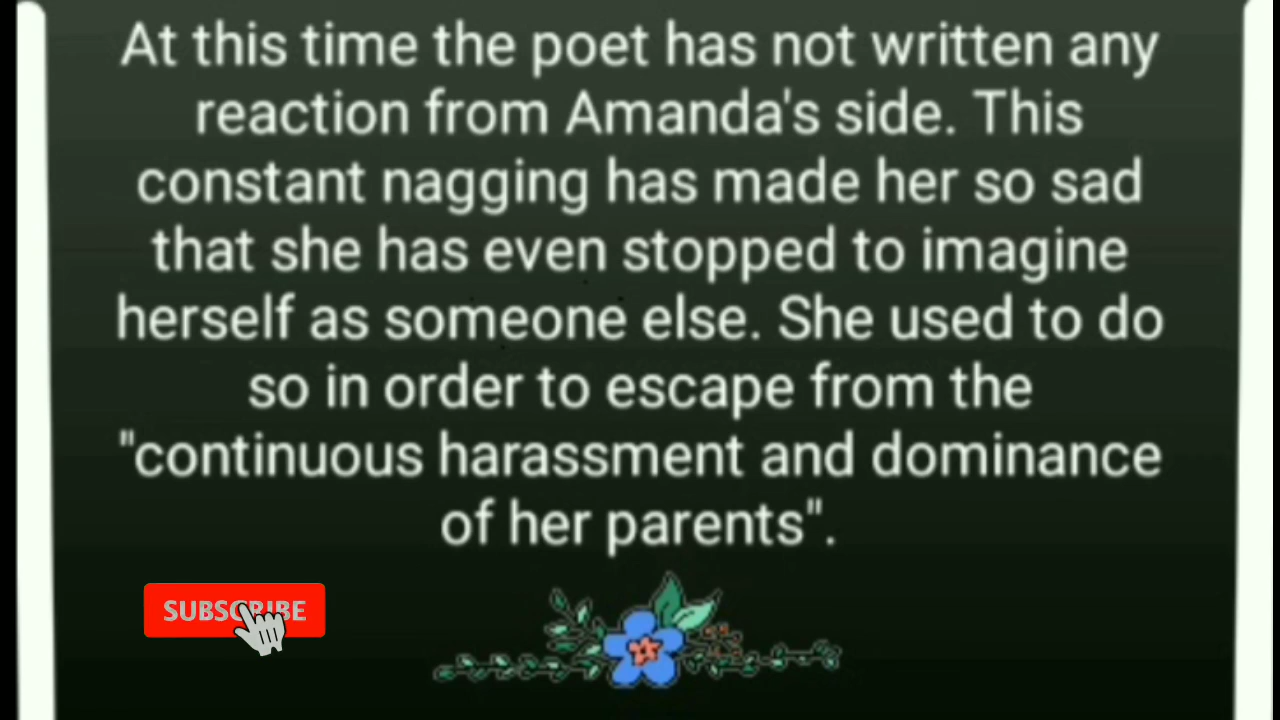 At this time the poet has not written any
reaction from Amanda's side. This
constant nagging has made her so sad
that she has even stopped to imagine
herself as someone else. She used to do
so in order to escape from the
"continuous harassment and dominance
of her parents".
SUBSCRIBE